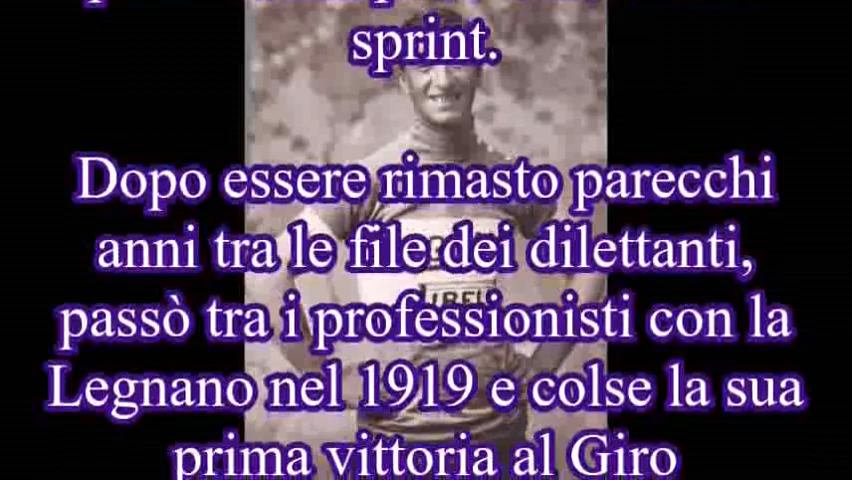 sprint.
Dopo essere rimasto parecchi
anni tra le file dei dilettanti,
passò tra i professionisti con la
Legnano nel 1919 e colse la sua
prima vittoria al Giro